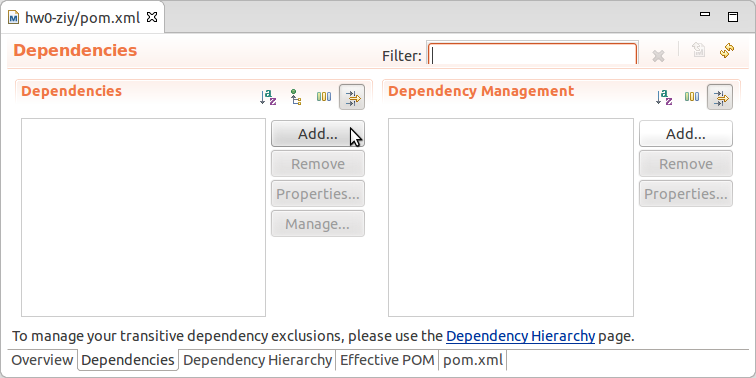 hw0-ziy/pom.xml
Dependencies
Filter:
Dependencies
Dependency Management
Add...
Remove
Properties...
Manage...
Add...
Remove
Properties...
To manage your transitive dependency exclusions, please use the Dependency Hierarchy page.
Overview Dependencies Dependency Hierarchy Effective POM pom.xml